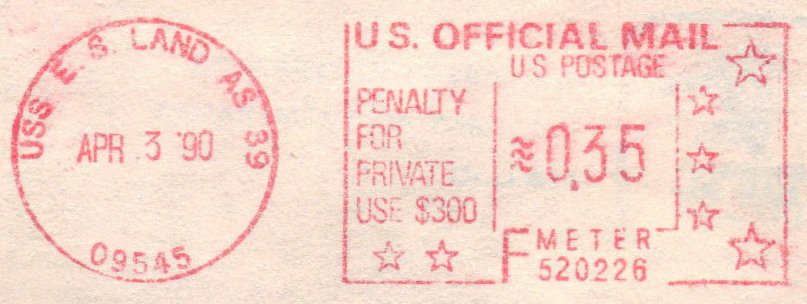 USS E. S. LAND AS 39
APR 3 '90
09545
U.S. OFFICIAL MAIL
U.S. POSTAGE
PENALTY
FOR
PRIVATE
USE $300
≈0.35
F METER
520226